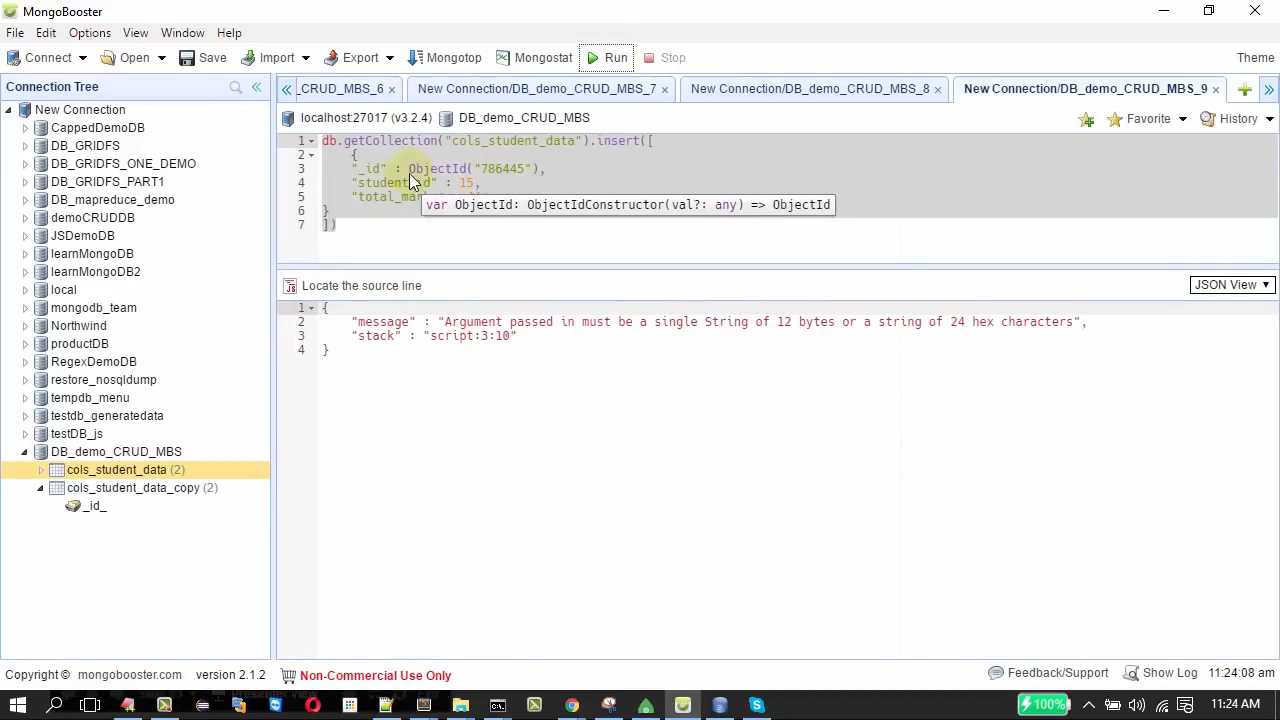 MongoBooster
File Edit Options View Window Help
Connect Open Save Import Export Mongotop Mongostat Run Stop Theme
Connection Tree
_CRUD_MBS_6 × New Connection/DB_demo_CRUD_MBS_7 × New Connection/DB_demo_CRUD_MBS_8 × New Connection/DB_demo_CRUD_MBS_9 ×
localhost:27017 (v3.2.4) DB_demo_CRUD_MBS Favorite History
New Connection
CappedDemoDB
DB_GRIDFS
DB_GRIDFS_ONE_DEMO
DB_GRIDFS_PART1
DB_mapreduce_demo
demoCRUDDB
JSDemoDB
learnMongoDB
learnMongoDB2
local
mongodb_team
Northwind
productDB
RegexDemoDB
restore_nosqldump
tempdb_menu
testdb_generatedata
testDB_js
DB_demo_CRUD_MBS
cols_student_data (2)
cols_student_data_copy (2)
_id_
1 db.getCollection("cols_student_data").insert([
2 {
3 "_id" : ObjectId("786445"),
4 "student d" : 15,
5 "total_ma
6 }
7 ])
var ObjectId: ObjectIdConstructor(val?: any) => ObjectId
Locate the source line JSON View ▼
1 {
2 "message" : "Argument passed in must be a single String of 12 bytes or a string of 24 hex characters",
3 "stack" : "script:3:10"
4 }
Copyright © mongobooster.com version 2.1.2 Non-Commercial Use Only Feedback/Support Show Log 11:24:08 am
100% 11:24 AM